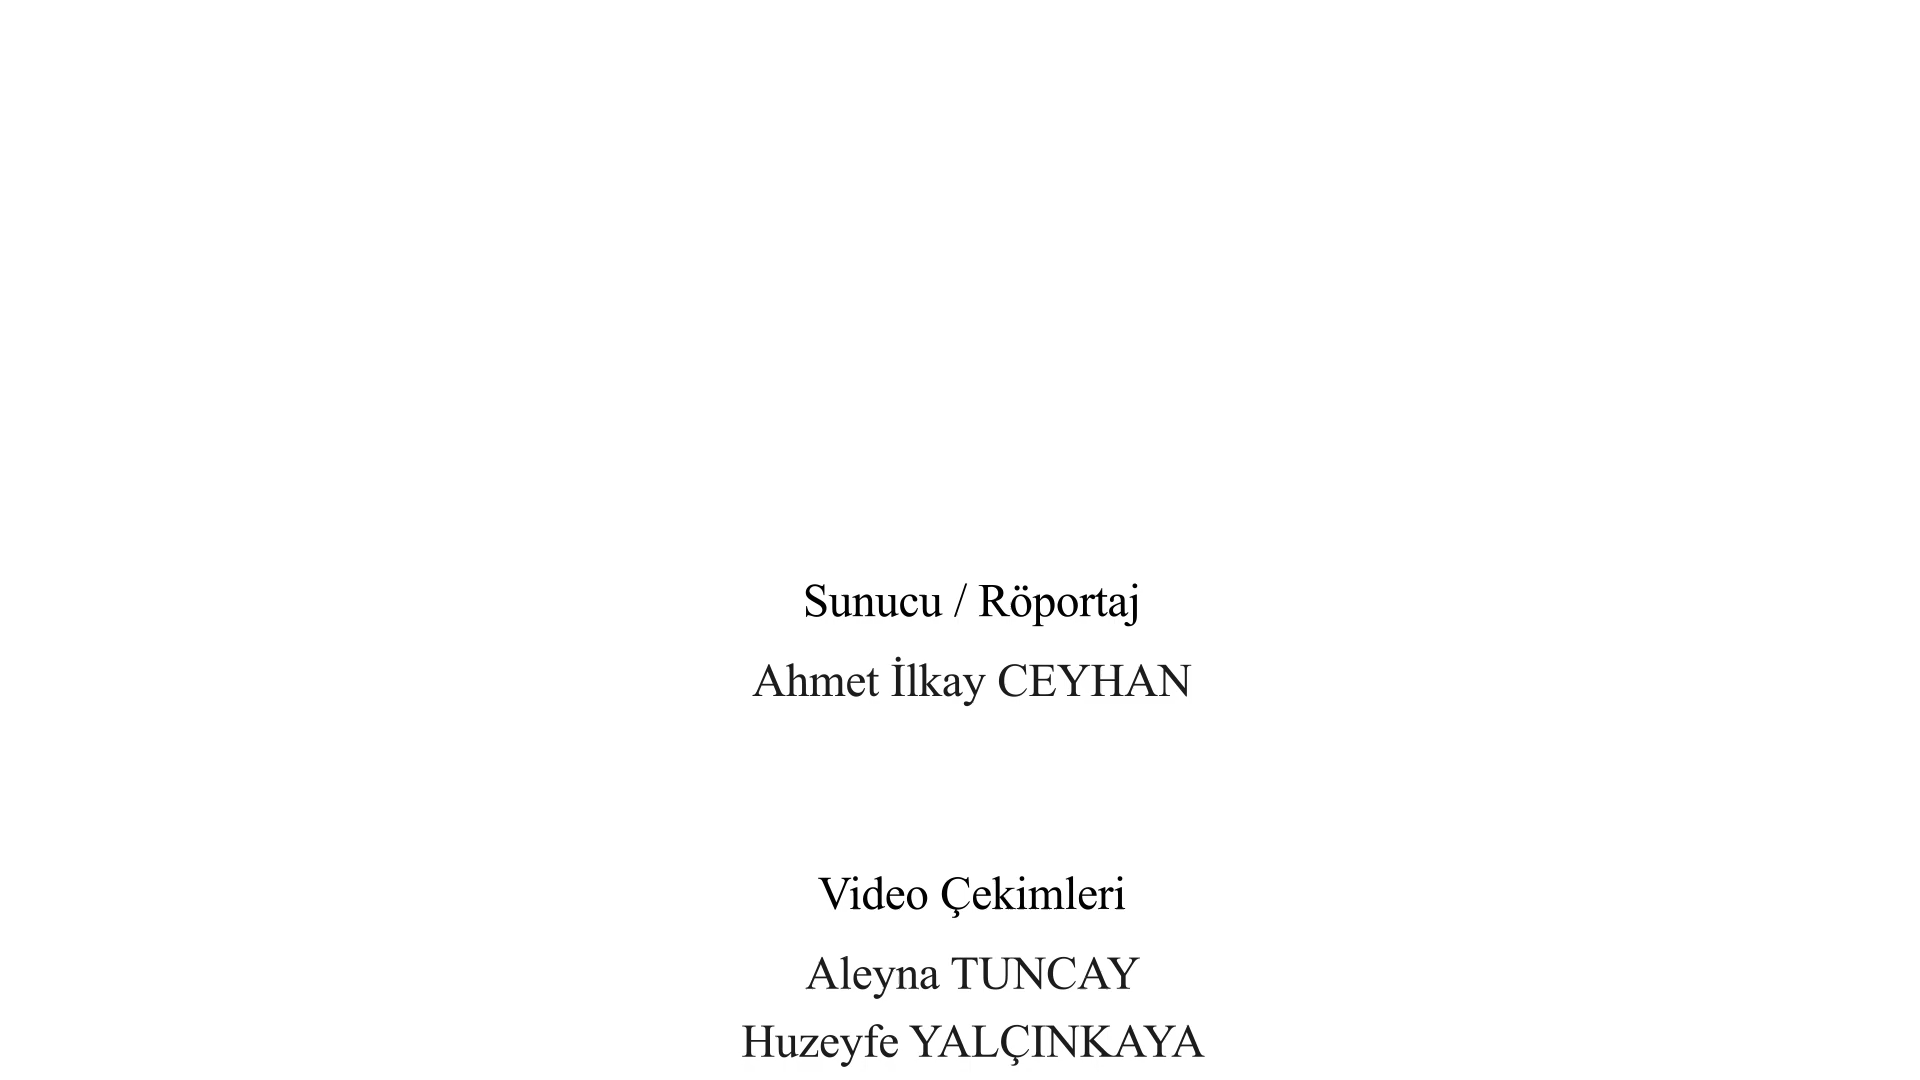 Sunucu / Röportaj
Ahmet İlkay CEYHAN
Video Çekimleri
Aleyna TUNCAY
Huzeyfe YALÇINKAYA